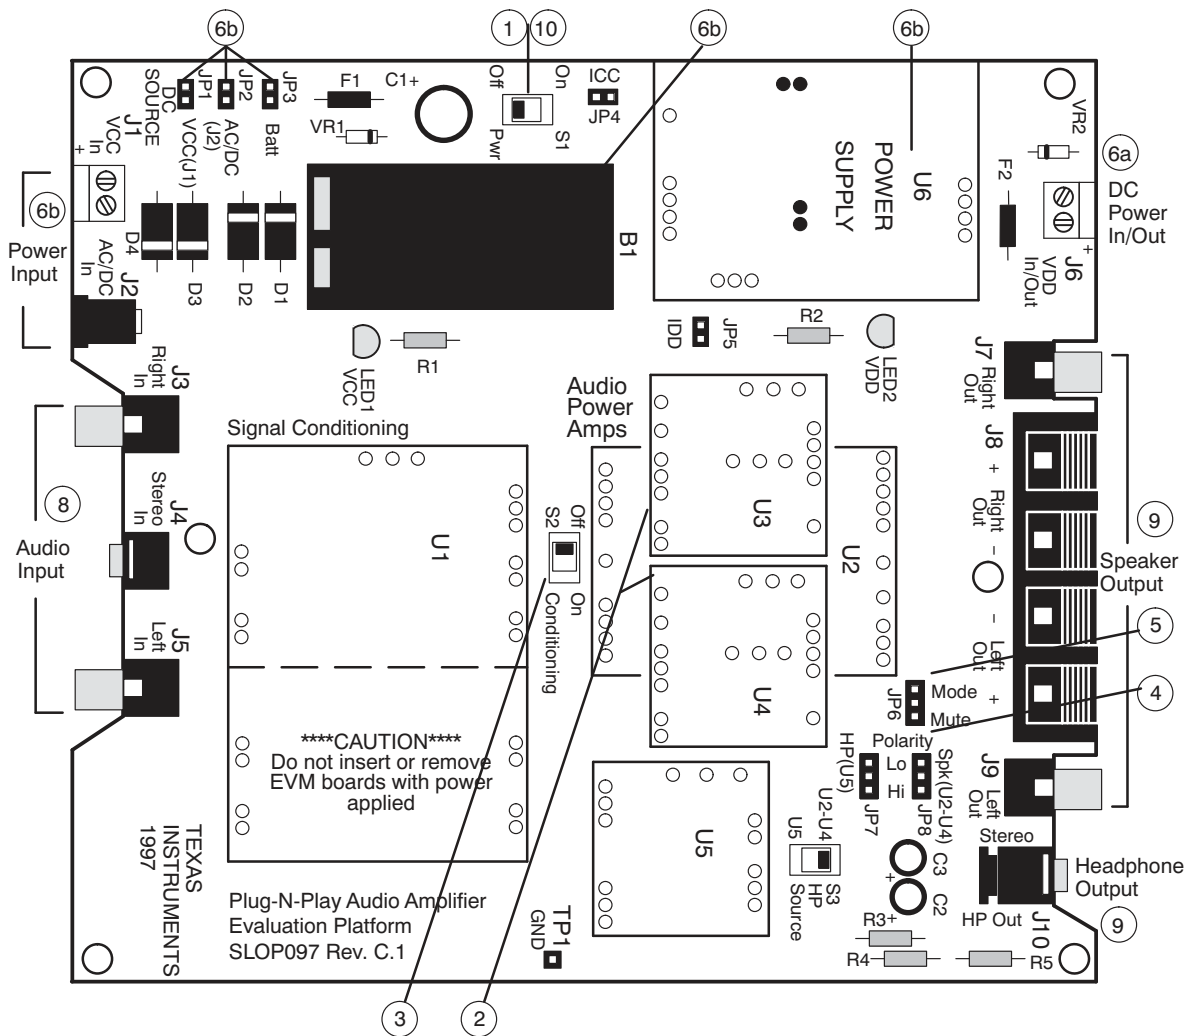 6b
1
10
6b
6b
DC
SOURCE
JP1
JP2
JP3
VCC(J1)
AC/DC
(J2)
Batt
F1
C1+
VR1
Off
On
Pwr
S1
ICC
JP4
POWER
SUPPLY
U6
VR2
6a
F2
DC
Power
In/Out
+
J6
VDD
In/Out
J1
VCC
In
+
6b
Power
Input
AC/DC
In
J2
D4
D3
D2
D1
B1
LED1
VCC
R1
IDD
JP5
R2
LED2
VDD
J3
Right
In
J7
Right
Out
Audio
Power
Amps
Signal Conditioning
8
Audio
Input
J4
Stereo
In
J5
Left
In
U1
S2
Off
On
Conditioning
U3
U2
U4
J8
+
Right
Out
−
−
Left
Out
+
9
Speaker
Output
5
4
JP6
Mode
Mute
Polarity
HP(U5)
Lo
Hi
JP7
Spk(U2-U4)
JP8
J9
Left
Out
****CAUTION****
Do not insert or remove
EVM boards with power
applied
U5
U5
U2-U4
S3
HP
Source
C3
+
C2
R3+
R4
R5
Stereo
HP Out
J10
Headphone
Output
9
TEXAS
INSTRUMENTS
1997
Plug-N-Play Audio Amplifier
Evaluation Platform
SLOP097 Rev. C.1
TP1
GND
3
2